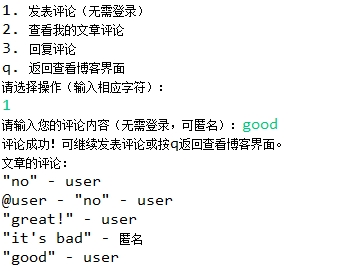 1. 发表评论（无需登录）
2. 查看我的文章评论
3. 回复评论
q. 返回查看博客界面
请选择操作（输入相应字符）：
1
请输入您的评论内容（无需登录，可匿名）：good
评论成功！可继续发表评论或按q返回查看博客界面。
文章的评论：
"no" - user
@user - "no" - user
"great!" - user
"it's bad" - 匿名
"good" - user